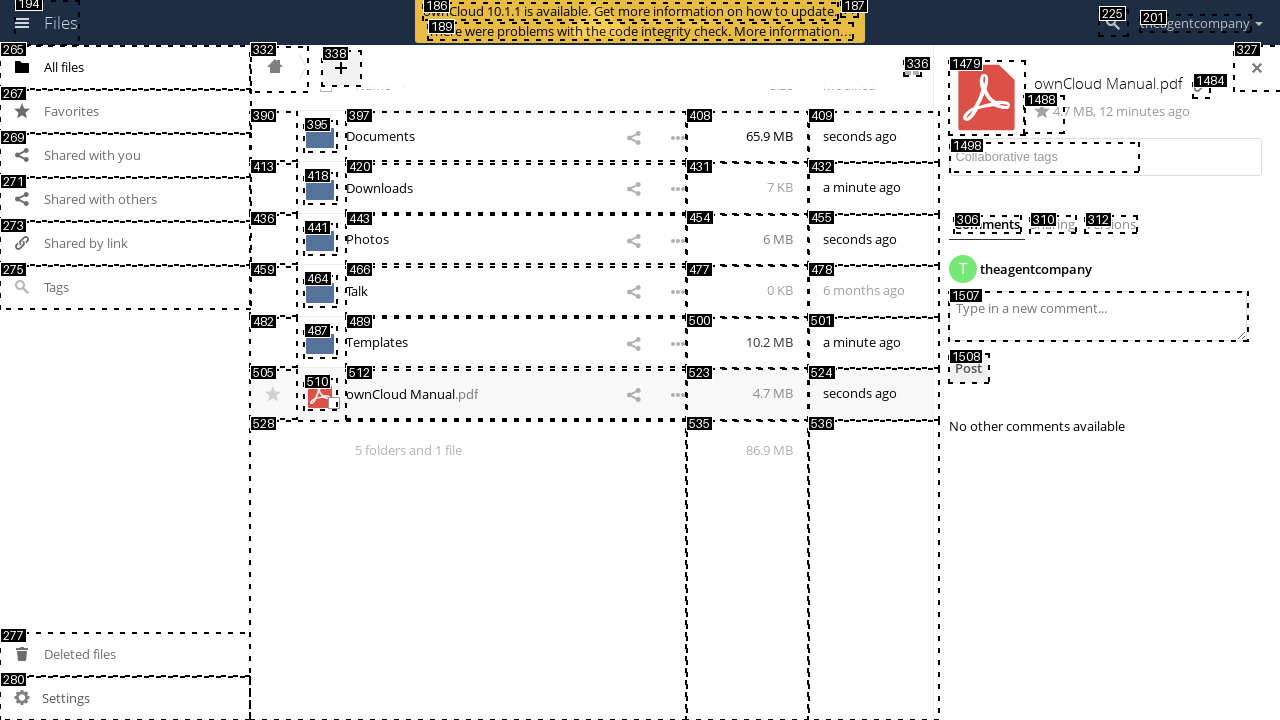 194
Files
186
ownCloud 10.1.1 is available. Get more information on how to update.
187
189
There were problems with the code integrity check. More information…
225
201
theagentcompany
265
All files
267
Favorites
269
Shared with you
271
Shared with others
273
Shared by link
275
Tags
277
Deleted files
280
Settings
332
338
+
336
390
395
397
Documents
408
65.9 MB
409
seconds ago
413
418
420
Downloads
431
7 KB
432
a minute ago
436
441
443
Photos
454
6 MB
455
seconds ago
459
464
466
Talk
477
0 KB
478
6 months ago
482
487
489
Templates
500
10.2 MB
501
a minute ago
505
510
512
ownCloud Manual.pdf
523
4.7 MB
524
seconds ago
528
5 folders and 1 file
535
86.9 MB
536
327
1479
ownCloud Manual.pdf
1484
1488
4.7 MB, 12 minutes ago
1498
Collaborative tags
306
Comments
310
Sharing
312
Versions
T
theagentcompany
1507
Type in a new comment...
1508
Post
No other comments available